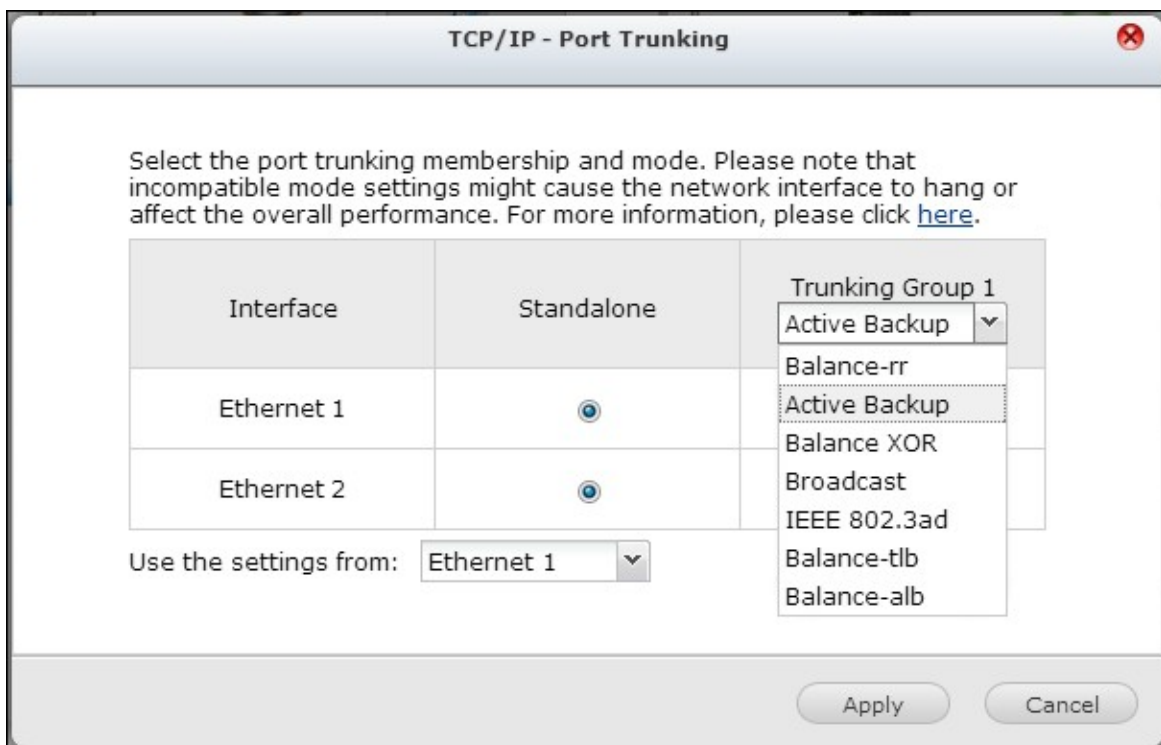 TCP/IP - Port Trunking
Select the port trunking membership and mode. Please note that
incompatible mode settings might cause the network interface to hang or
affect the overall performance. For more information, please click here.
Interface
Standalone
Trunking Group 1
Active Backup
Balance-rr
Active Backup
Balance XOR
Broadcast
IEEE 802.3ad
Balance-tlb
Balance-alb
Ethernet 1
Ethernet 2
Use the settings from: Ethernet 1
Apply
Cancel